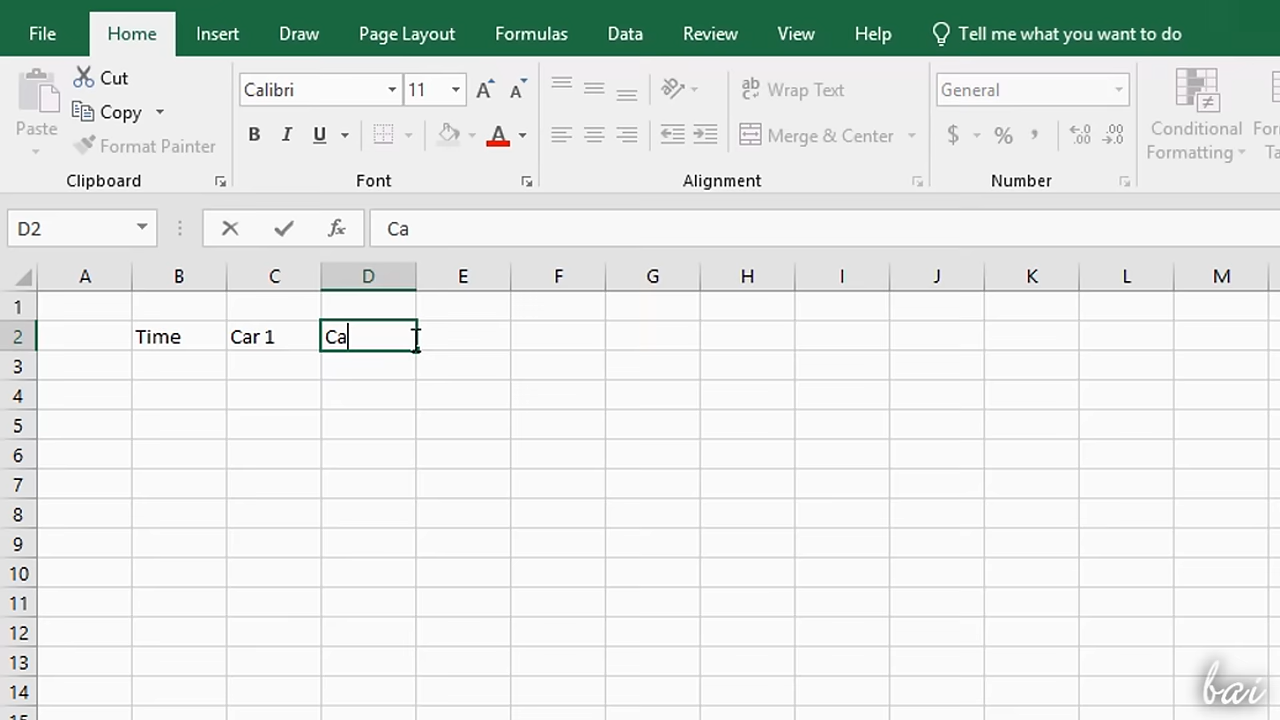 File Home Insert Draw Page Layout Formulas Data Review View Help Tell me what you want to do
Cut
Copy
Format Painter
Paste
Clipboard
Calibri 11
B I U
Font
Wrap Text
Merge & Center
Alignment
General
$ % ,
Number
Conditional
Formatting
D2 fx Ca
A B C D E F G H I J K L M
1
2 Time Car 1 Ca
3
4
5
6
7
8
9
10
11
12
13
14
bai